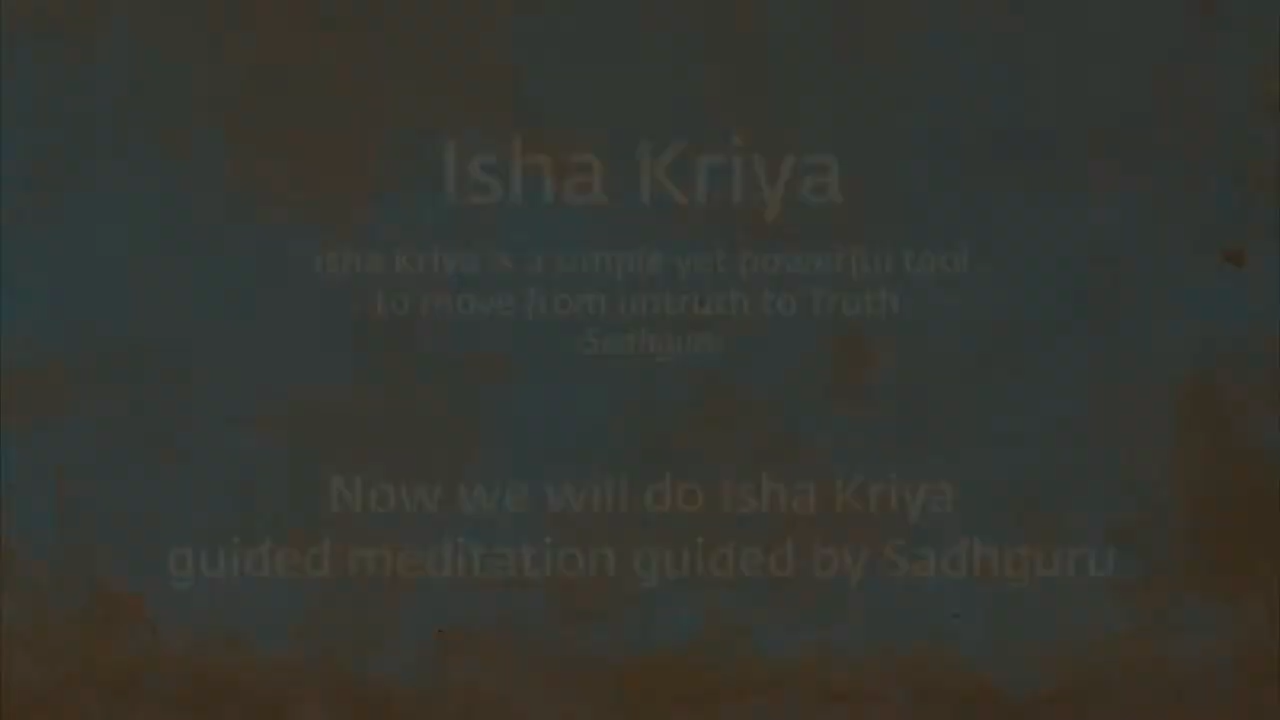 Isha Kriya
Isha Kriya is a simple yet powerful tool
to move from untruth to Truth
Sadhguru
Now we will do Isha Kriya
guided meditation guided by Sadhguru